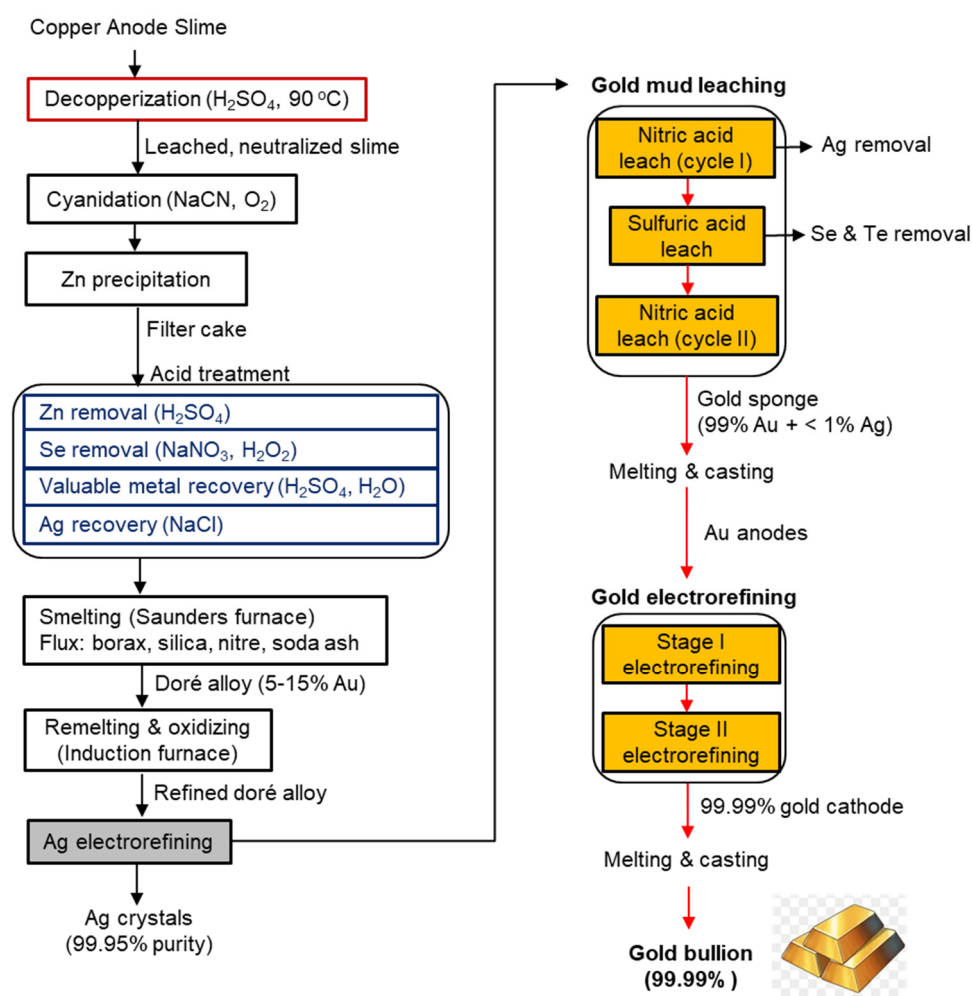 Copper Anode Slime
Decopperization (H₂SO₄, 90 ᵒC)
Leached, neutralized slime
Cyanidation (NaCN, O₂)
Zn precipitation
Filter cake
Acid treatment
Zn removal (H₂SO₄)
Se removal (NaNO₃, H₂O₂)
Valuable metal recovery (H₂SO₄, H₂O)
Ag recovery (NaCl)
Smelting (Saunders furnace)
Flux: borax, silica, nitre, soda ash
Doré alloy (5-15% Au)
Remelting & oxidizing
(Induction furnace)
Refined doré alloy
Ag electrorefining
Ag crystals
(99.95% purity)
Gold mud leaching
Nitric acid
leach (cycle I)
Ag removal
Sulfuric acid
leach
Se & Te removal
Nitric acid
leach (cycle II)
Gold sponge
(99% Au + < 1% Ag)
Melting & casting
Au anodes
Gold electrorefining
Stage I
electrorefining
Stage II
electrorefining
99.99% gold cathode
Melting & casting
Gold bullion
(99.99% )